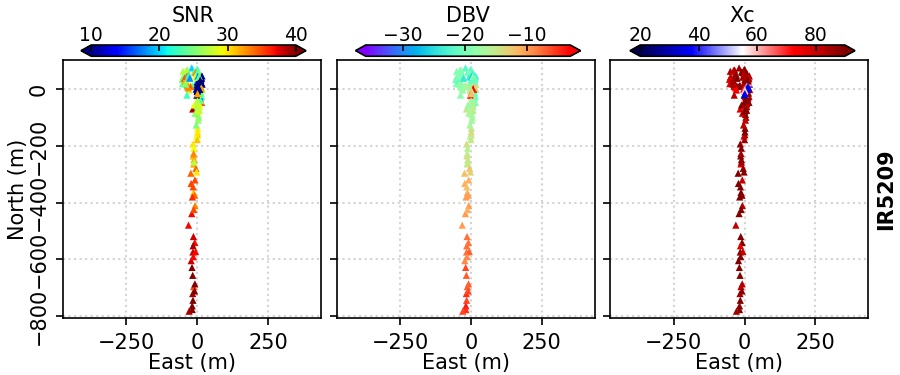 SNR DBV Xc
10 20 30 40 −30 −20 −10 20 40 60 80
North (m)
0
−200
−400
−600
−800
IR5209
−250 0 250 −250 0 250 −250 0 250
East (m) East (m) East (m)